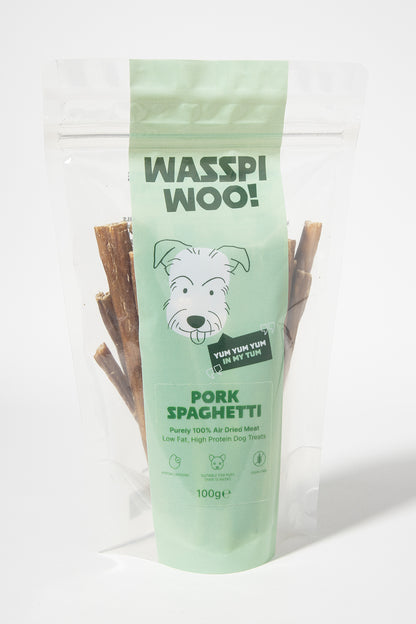 WASSPI
WOO!
YUM YUM YUM
IN MY TUM
PORK
SPAGHETTI
Purely 100% Air Dried Meat
Low Fat, High Protein Dog Treats
100g℮